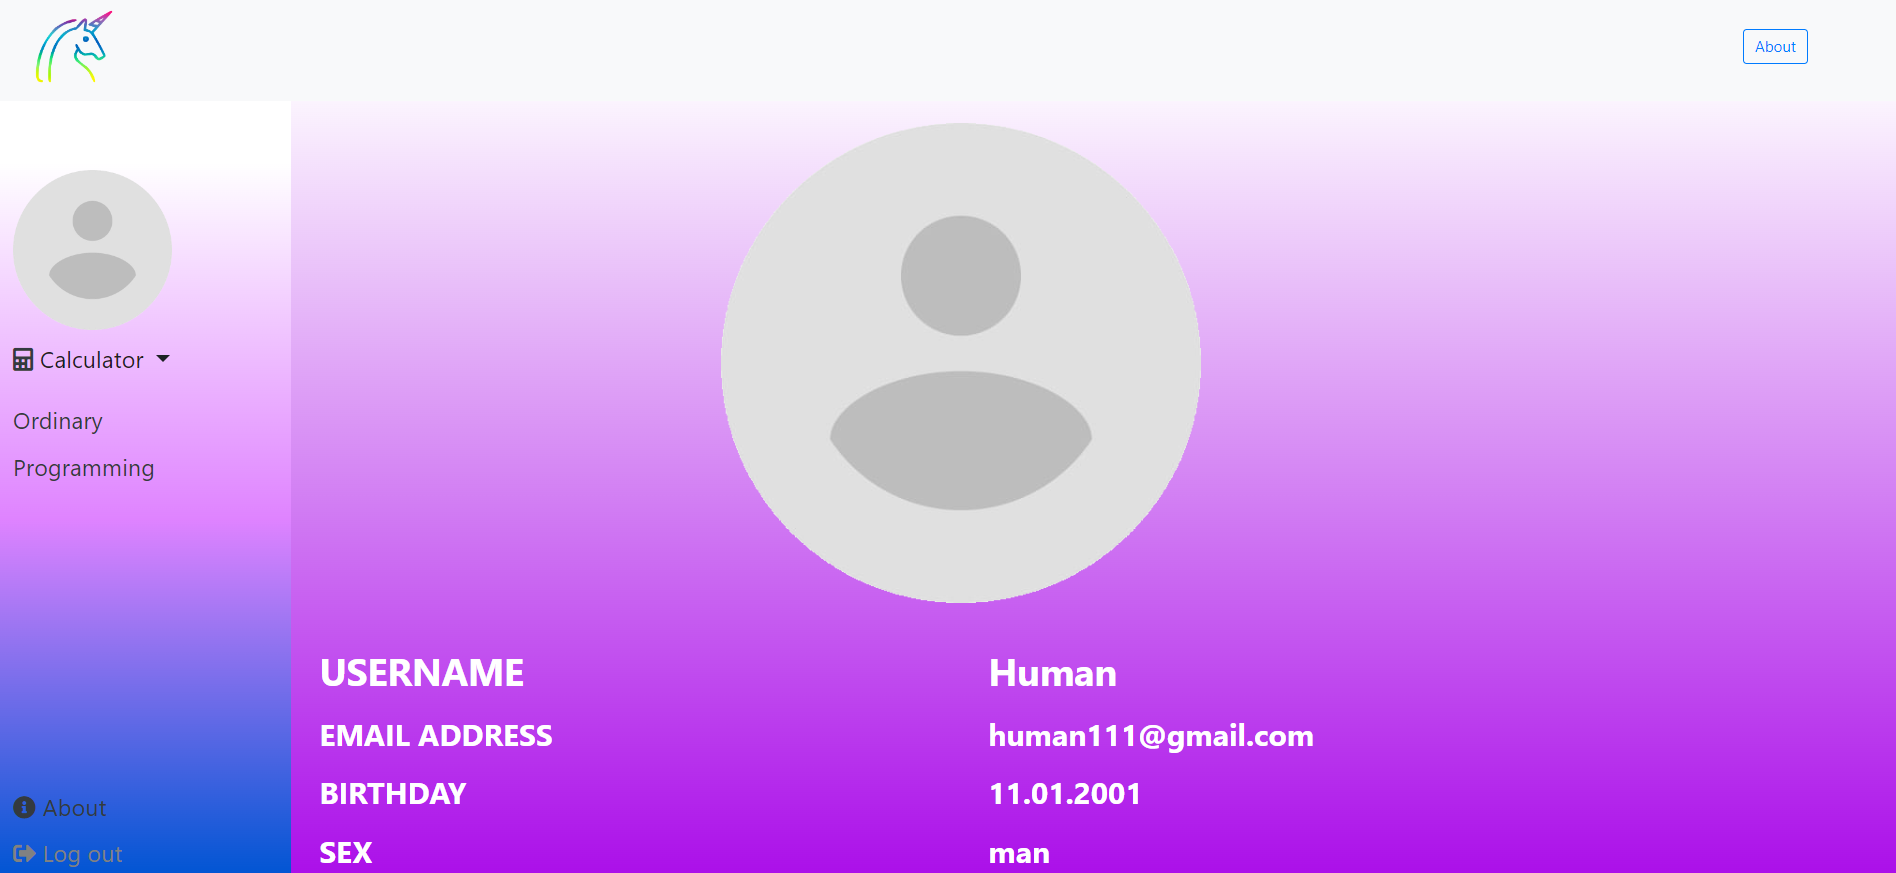 About
Calculator
Ordinary
Programming
About
Log out
USERNAME Human
EMAIL ADDRESS human111@gmail.com
BIRTHDAY 11.01.2001
SEX man